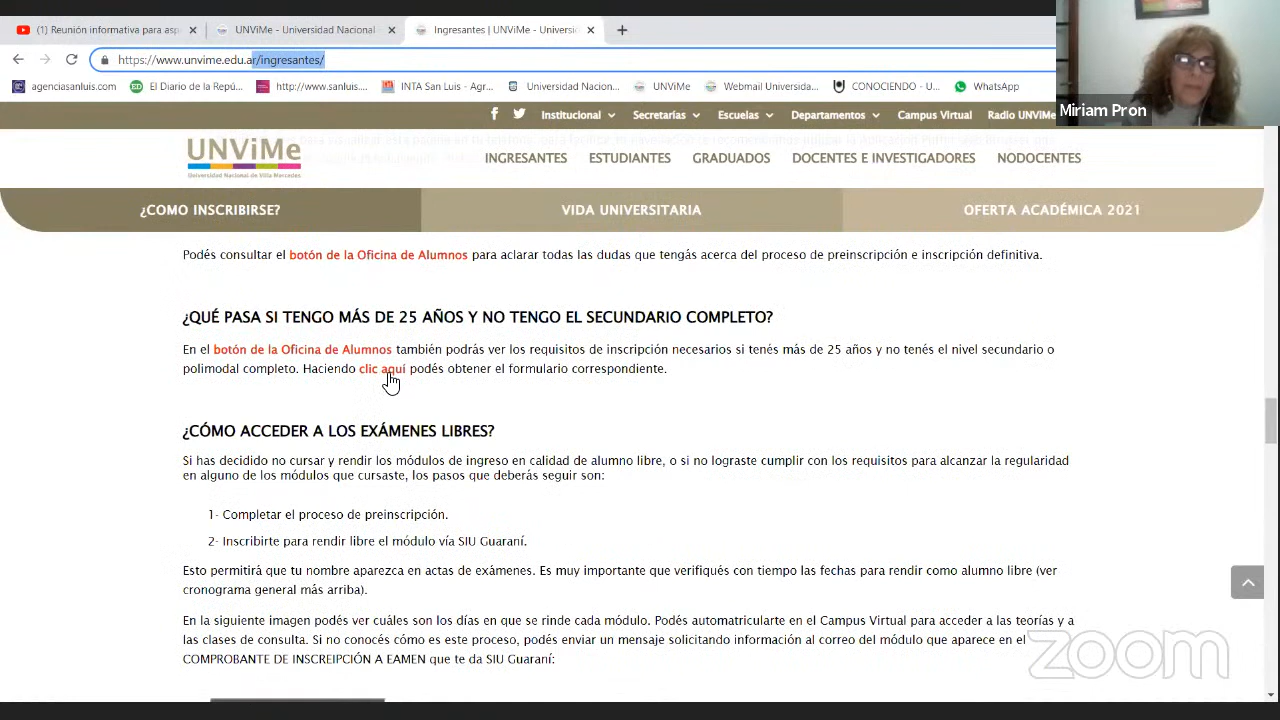 (1) Reunión informativa para asp
UNViMe - Universidad Nacional
Ingresantes | UNViMe - Universi
https://www.unvime.edu.ar/ingresantes/
agenciasanluis.com
El Diario de la Repú...
http://www.sanluis....
INTA San Luis - Agr...
Universidad Nacion...
UNViMe
Webmail Universida...
CONOCIENDO - U...
WhatsApp
Miriam Pron
Institucional
Secretarías
Escuelas
Departamentos
Campus Virtual
Radio UNViMe
UNViMe
Universidad Nacional de Villa Mercedes
INGRESANTES
ESTUDIANTES
GRADUADOS
DOCENTES E INVESTIGADORES
NODOCENTES
¿COMO INSCRIBIRSE?
VIDA UNIVERSITARIA
OFERTA ACADÉMICA 2021
Podés consultar el botón de la Oficina de Alumnos para aclarar todas las dudas que tengás acerca del proceso de preinscripción e inscripción definitiva.
¿QUÉ PASA SI TENGO MÁS DE 25 AÑOS Y NO TENGO EL SECUNDARIO COMPLETO?
En el botón de la Oficina de Alumnos también podrás ver los requisitos de inscripción necesarios si tenés más de 25 años y no tenés el nivel secundario o
polimodal completo. Haciendo clic aquí podés obtener el formulario correspondiente.
¿CÓMO ACCEDER A LOS EXÁMENES LIBRES?
Si has decidido no cursar y rendir los módulos de ingreso en calidad de alumno libre, o si no lograste cumplir con los requisitos para alcanzar la regularidad
en alguno de los módulos que cursaste, los pasos que deberás seguir son:
1- Completar el proceso de preinscripción.
2- Inscribirte para rendir libre el módulo vía SIU Guaraní.
Esto permitirá que tu nombre aparezca en actas de exámenes. Es muy importante que verifiqués con tiempo las fechas para rendir como alumno libre (ver
cronograma general más arriba).
En la siguiente imagen podés ver cuáles son los días en que se rinde cada módulo. Podés automatricularte en el Campus Virtual para acceder a las teorías y a
las clases de consulta. Si no conocés cómo es este proceso, podés enviar un mensaje solicitando información al correo del módulo que aparece en el
COMPROBANTE DE INSCREIPCIÓN A EAMEN que te da SIU Guaraní:
zoom